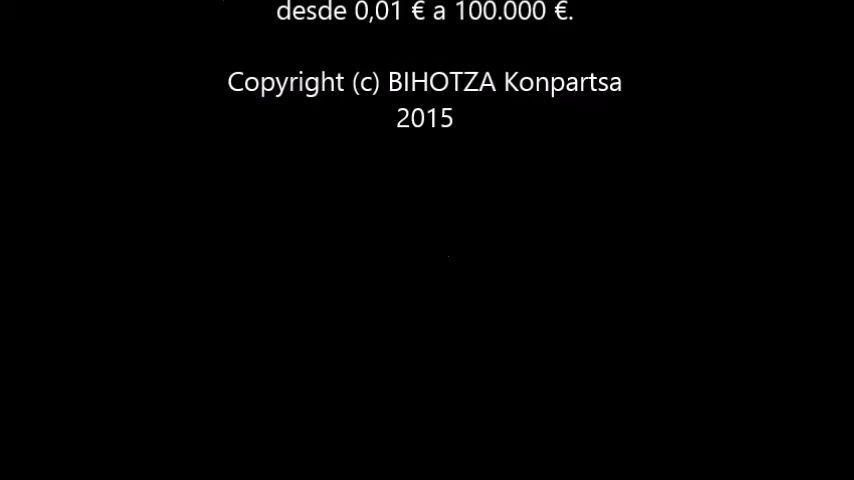 desde 0,01 € a 100.000 €.
Copyright (c) BIHOTZA Konpartsa
2015